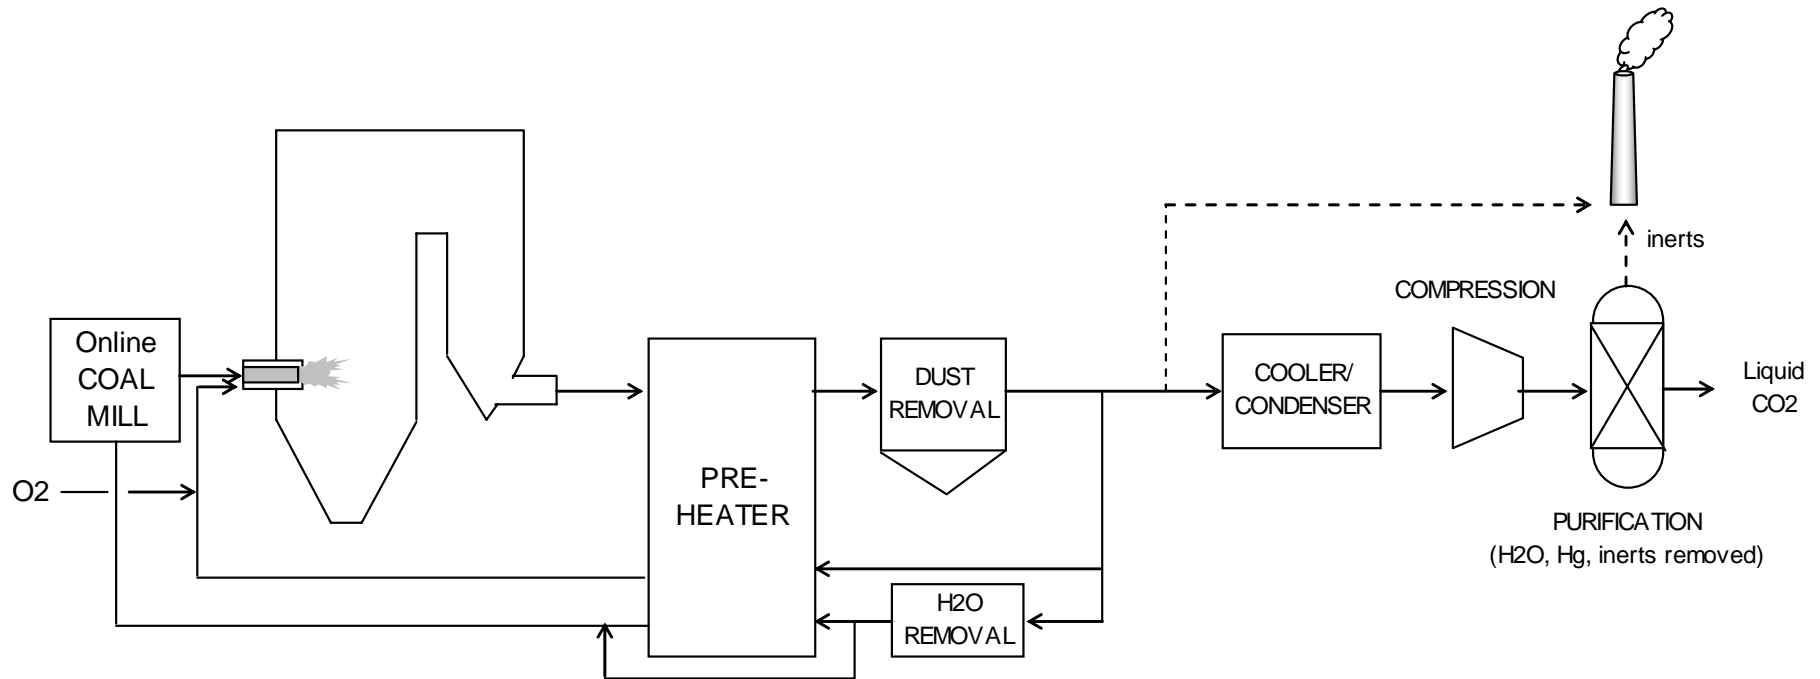 inerts
COMPRESSION
Online
COAL
MILL
DUST
REMOVAL
COOLER/
CONDENSER
Liquid
CO2
O2
PRE-
HEATER
PURIFICATION
(H2O, Hg, inerts removed)
H2O
REMOVAL